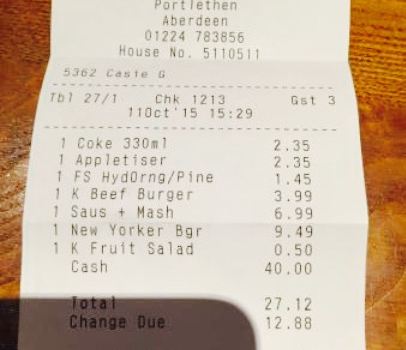 Portlethen
Aberdeen
01224 783856
House No. 5110511
5362 Casie G
Tbl 27/1 Chk 1213 Gst 3
11Oct'15 15:29
1 Coke 330ml 2.35
1 Appletiser 2.35
1 FS HydOrng/Pine 1.45
1 K Beef Burger 3.99
1 Saus + Mash 6.99
1 New Yorker Bgr 9.49
1 K Fruit Salad 0.50
Cash 40.00
Total 27.12
Change Due 12.88